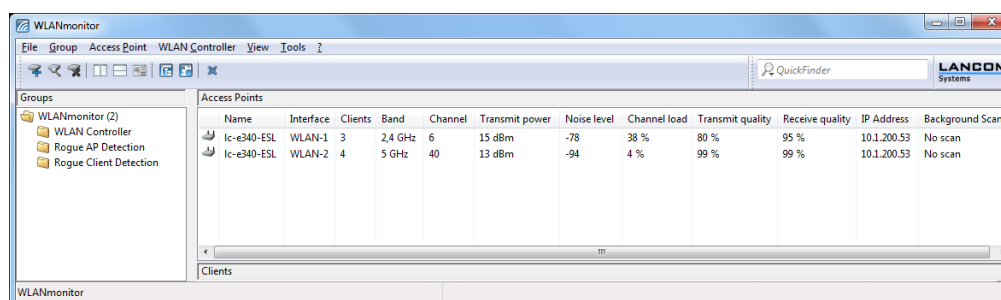 WLANmonitor
File Group Access Point WLAN Controller View Tools ?
QuickFinder
LANCOM
Systems
Groups
WLANmonitor (2)
WLAN Controller
Rogue AP Detection
Rogue Client Detection
Access Points
Name Interface Clients Band Channel Transmit power Noise level Channel load Transmit quality Receive quality IP Address Background Scan
lc-e340-ESL WLAN-1 3 2,4 GHz 6 15 dBm -78 38 % 80 % 95 % 10.1.200.53 No scan
lc-e340-ESL WLAN-2 4 5 GHz 40 13 dBm -94 4 % 99 % 99 % 10.1.200.53 No scan
Clients
WLANmonitor